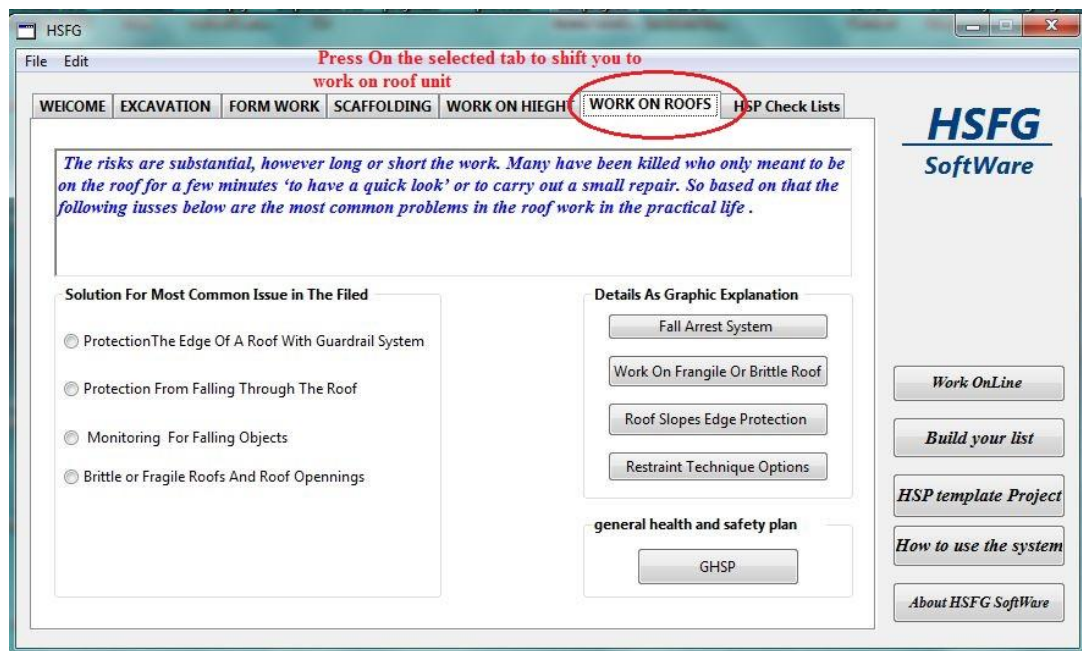 HSFG
File Edit
Press On the selected tab to shift you to
work on roof unit
WElCOME EXCAVATION FORM WORK SCAFFOLDING WORK ON HIEGHT WORK ON ROOFS HSP Check Lists
HSFG
SoftWare
The risks are substantial, however long or short the work. Many have been killed who only meant to be
on the roof for a few minutes ‘to have a quick look’ or to carry out a small repair. So based on that the
following iusses below are the most common problems in the roof work in the practical life .
Solution For Most Common Issue in The Filed
ProtectionThe Edge Of A Roof With Guardrail System
Protection From Falling Through The Roof
Monitoring For Falling Objects
Brittle or Fragile Roofs And Roof Opennings
Details As Graphic Explanation
Fall Arrest System
Work On Frangile Or Brittle Roof
Roof Slopes Edge Protection
Restraint Technique Options
general health and safety plan
GHSP
Work OnLine
Build your list
HSP template Project
How to use the system
About HSFG SoftWare